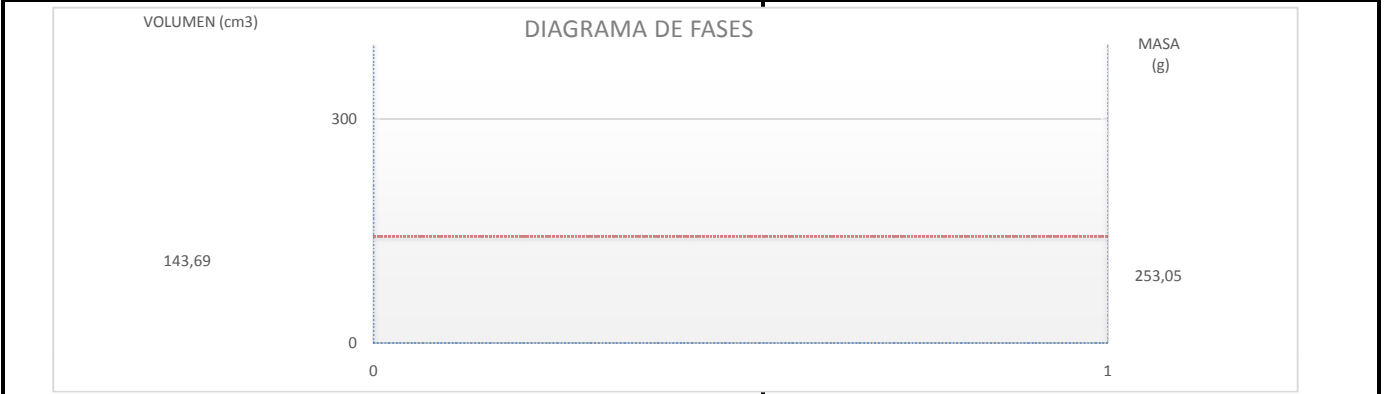 VOLUMEN (cm3)
DIAGRAMA DE FASES
MASA
(g)
300
143,69
253,05
0
0
1